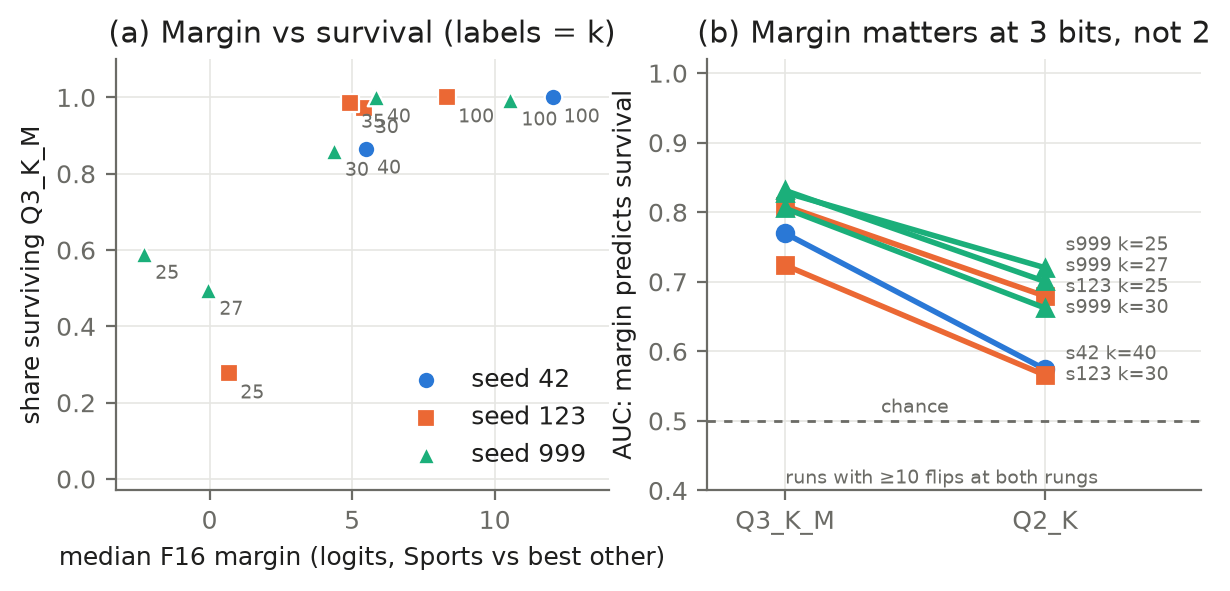 (a) Margin vs survival (labels = k)
share surviving Q3_K_M
1.0
0.8
0.6
0.4
0.2
0.0
35
40
30
100
100
100
30
40
25
27
25
seed 42
seed 123
seed 999
0
5
10
median F16 margin (logits, Sports vs best other)
(b) Margin matters at 3 bits, not 2
AUC: margin predicts survival
1.0
0.9
0.8
0.7
0.6
0.5
0.4
s999 k=25
s999 k=27
s123 k=25
s999 k=30
s42 k=40
s123 k=30
chance
runs with ≥10 flips at both rungs
Q3_K_M
Q2_K